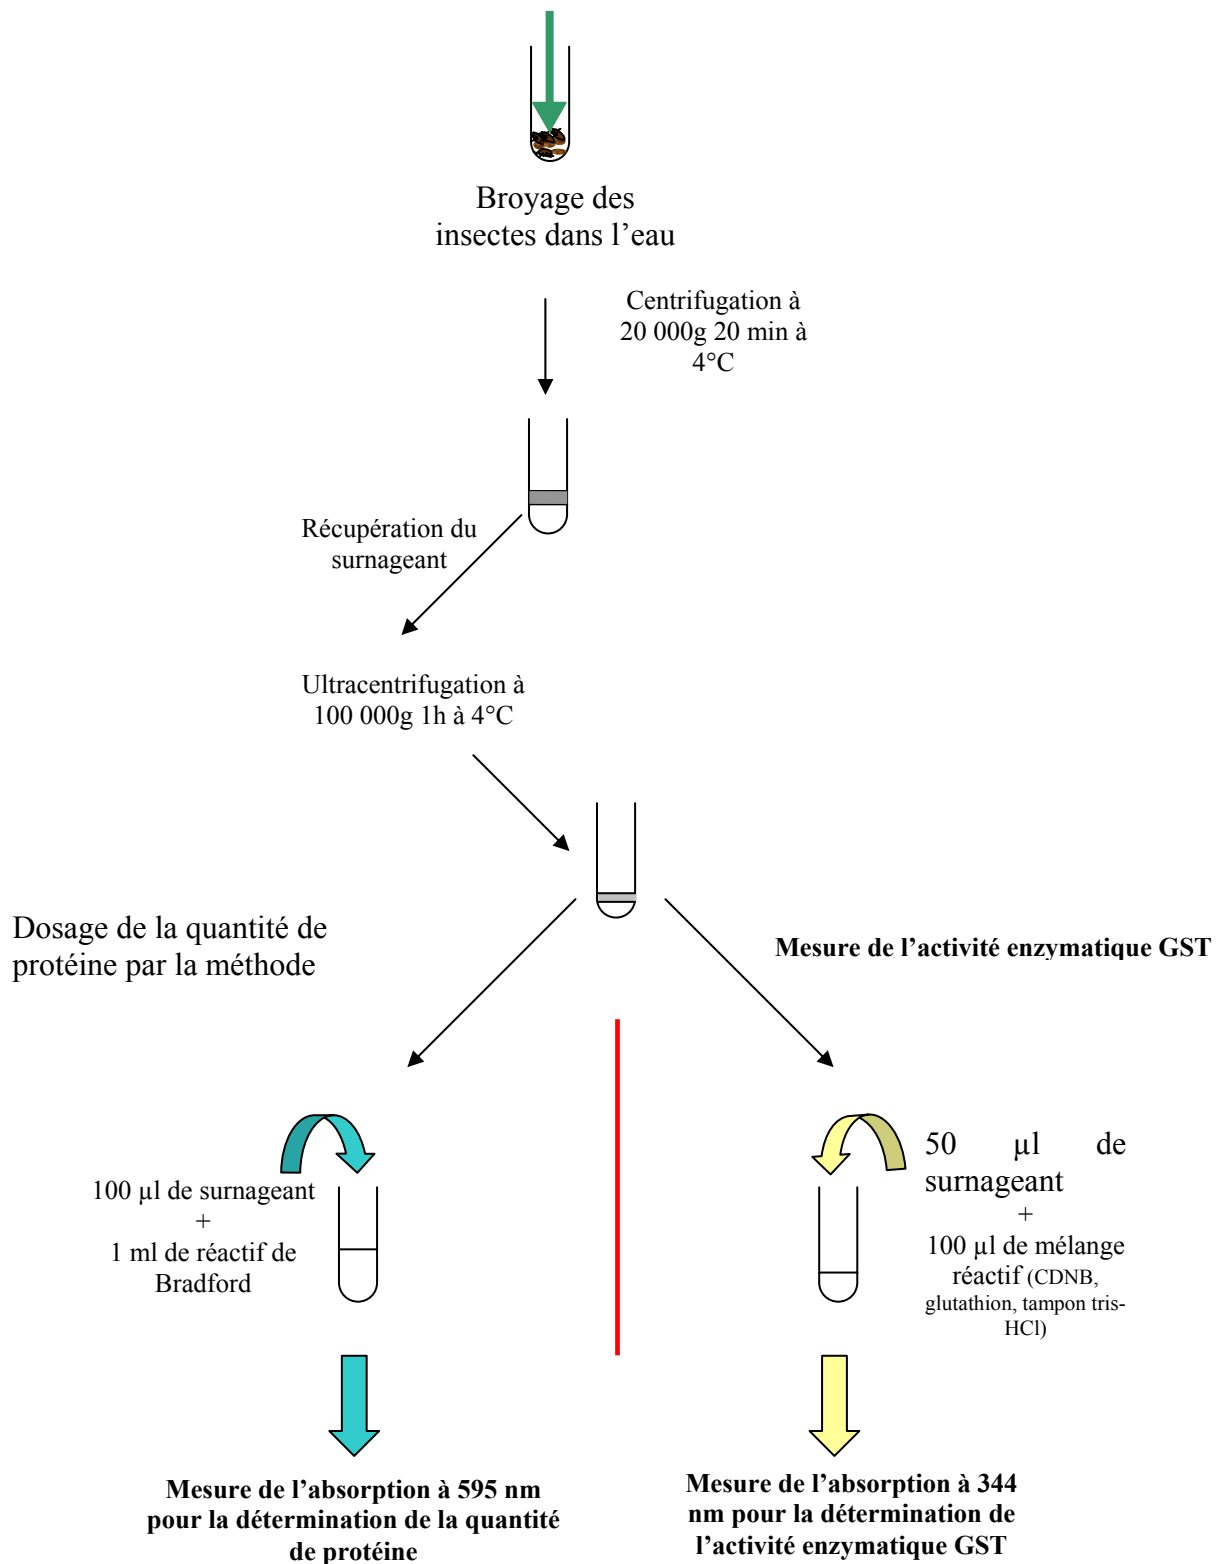 Broyage des
insectes dans l’eau
Centrifugation à
20 000g 20 min à
4°C
Récupération du
surnageant
Ultracentrifugation à
100 000g 1h à 4°C
Dosage de la quantité de
protéine par la méthode
Mesure de l’activité enzymatique GST
100 µl de surnageant
+
1 ml de réactif de
Bradford
50 µl de
surnageant
+
100 µl de mélange
réactif (CDNB,
glutathion, tampon tris-
HCl)
Mesure de l’absorption à 595 nm
pour la détermination de la quantité
de protéine
Mesure de l’absorption à 344
nm pour la détermination de
l’activité enzymatique GST